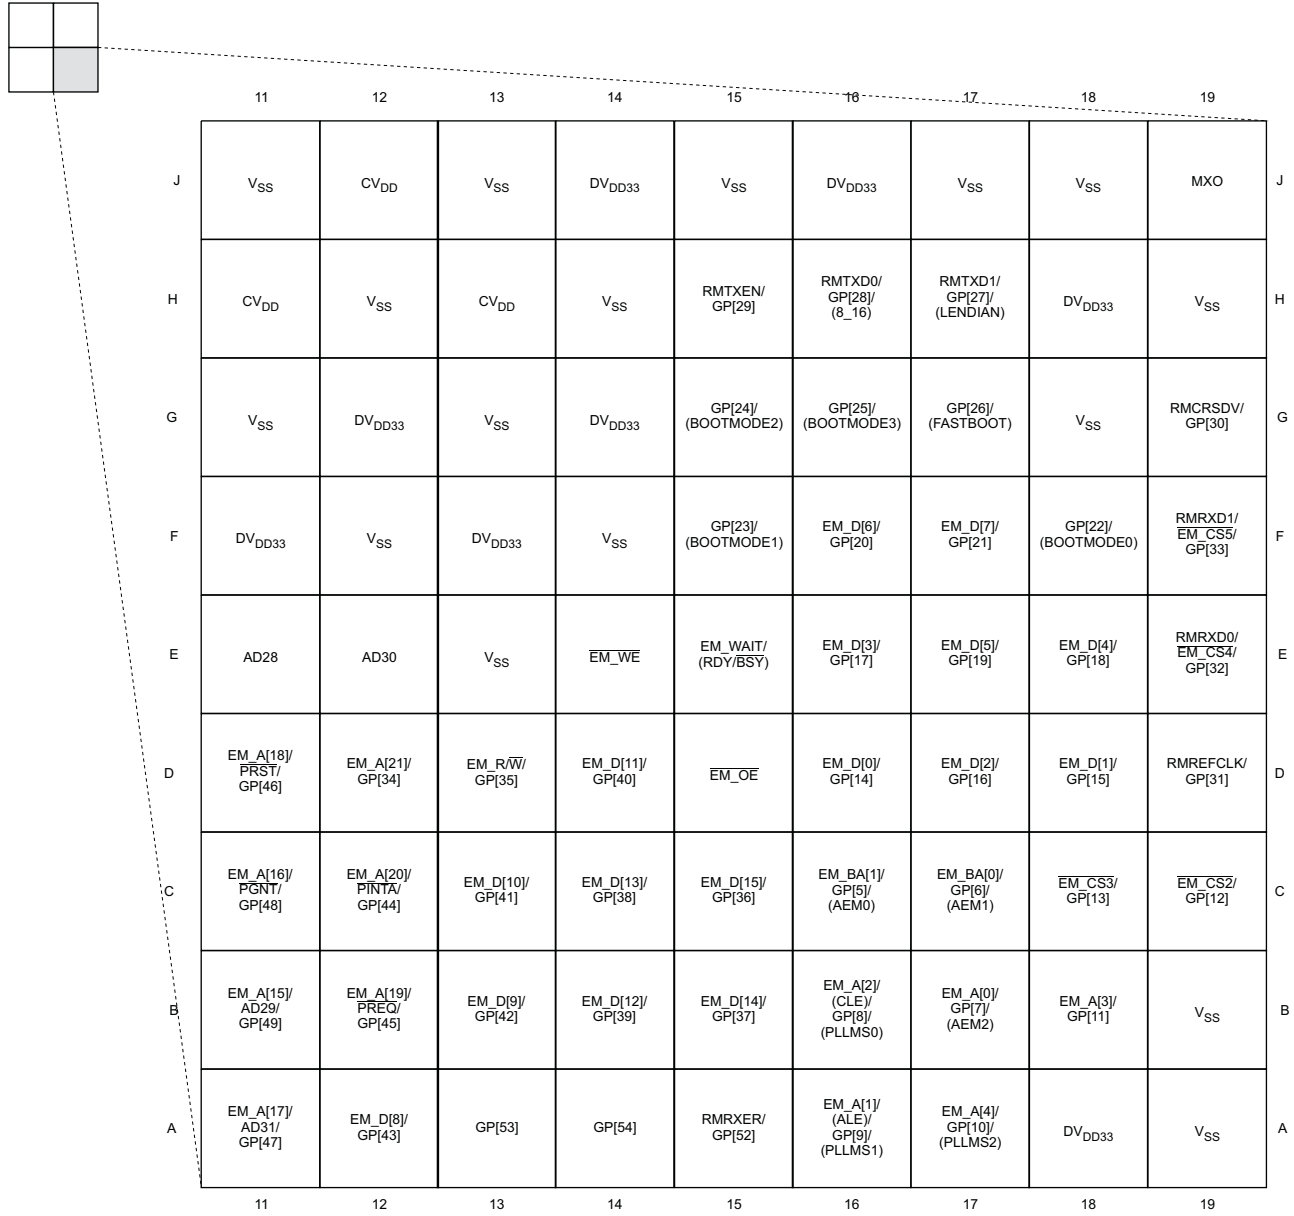 11 12 13 14 15 16 17 18 19
J VSS CVDD VSS DVDD33 VSS DVDD33 VSS VSS MXO J
H CVDD VSS CVDD VSS RMTXEN/ GP[29] RMTXD0/ GP[28]/ (8_16) RMTXD1/ GP[27]/ (LENDIAN) DVDD33 VSS H
G VSS DVDD33 VSS DVDD33 GP[24]/ (BOOTMODE2) GP[25]/ (BOOTMODE3) GP[26]/ (FASTBOOT) VSS RMCRSDV/ GP[30] G
F DVDD33 VSS DVDD33 VSS GP[23]/ (BOOTMODE1) EM_D[6]/ GP[20] EM_D[7]/ GP[21] GP[22]/ (BOOTMODE0) RMRXD1/ EM_CS5/ GP[33] F
E AD28 AD30 VSS EM_WE EM_WAIT/ (RDY/BSY) EM_D[3]/ GP[17] EM_D[5]/ GP[19] EM_D[4]/ GP[18] RMRXD0/ EM_CS4/ GP[32] E
D EM_A[18]/ PRST/ GP[46] EM_A[21]/ GP[34] EM_R/W/ GP[35] EM_D[11]/ GP[40] EM_OE EM_D[0]/ GP[14] EM_D[2]/ GP[16] EM_D[1]/ GP[15] RMREFCLK/ GP[31] D
C EM_A[16]/ PGNT/ GP[48] EM_A[20]/ PINTA/ GP[44] EM_D[10]/ GP[41] EM_D[13]/ GP[38] EM_D[15]/ GP[36] EM_BA[1]/ GP[5]/ (AEM0) EM_BA[0]/ GP[6]/ (AEM1) EM_CS3/ GP[13] EM_CS2/ GP[12] C
B EM_A[15]/ AD29/ GP[49] EM_A[19]/ PREQ/ GP[45] EM_D[9]/ GP[42] EM_D[12]/ GP[39] EM_D[14]/ GP[37] EM_A[2]/ (CLE)/ GP[8]/ (PLLMS0) EM_A[0]/ GP[7]/ (AEM2) EM_A[3]/ GP[11] VSS B
A EM_A[17]/ AD31/ GP[47] EM_D[8]/ GP[43] GP[53] GP[54] RMRXER/ GP[52] EM_A[1]/ (ALE)/ GP[9]/ (PLLMS1) EM_A[4]/ GP[10]/ (PLLMS2) DVDD33 VSS A
11 12 13 14 15 16 17 18 19